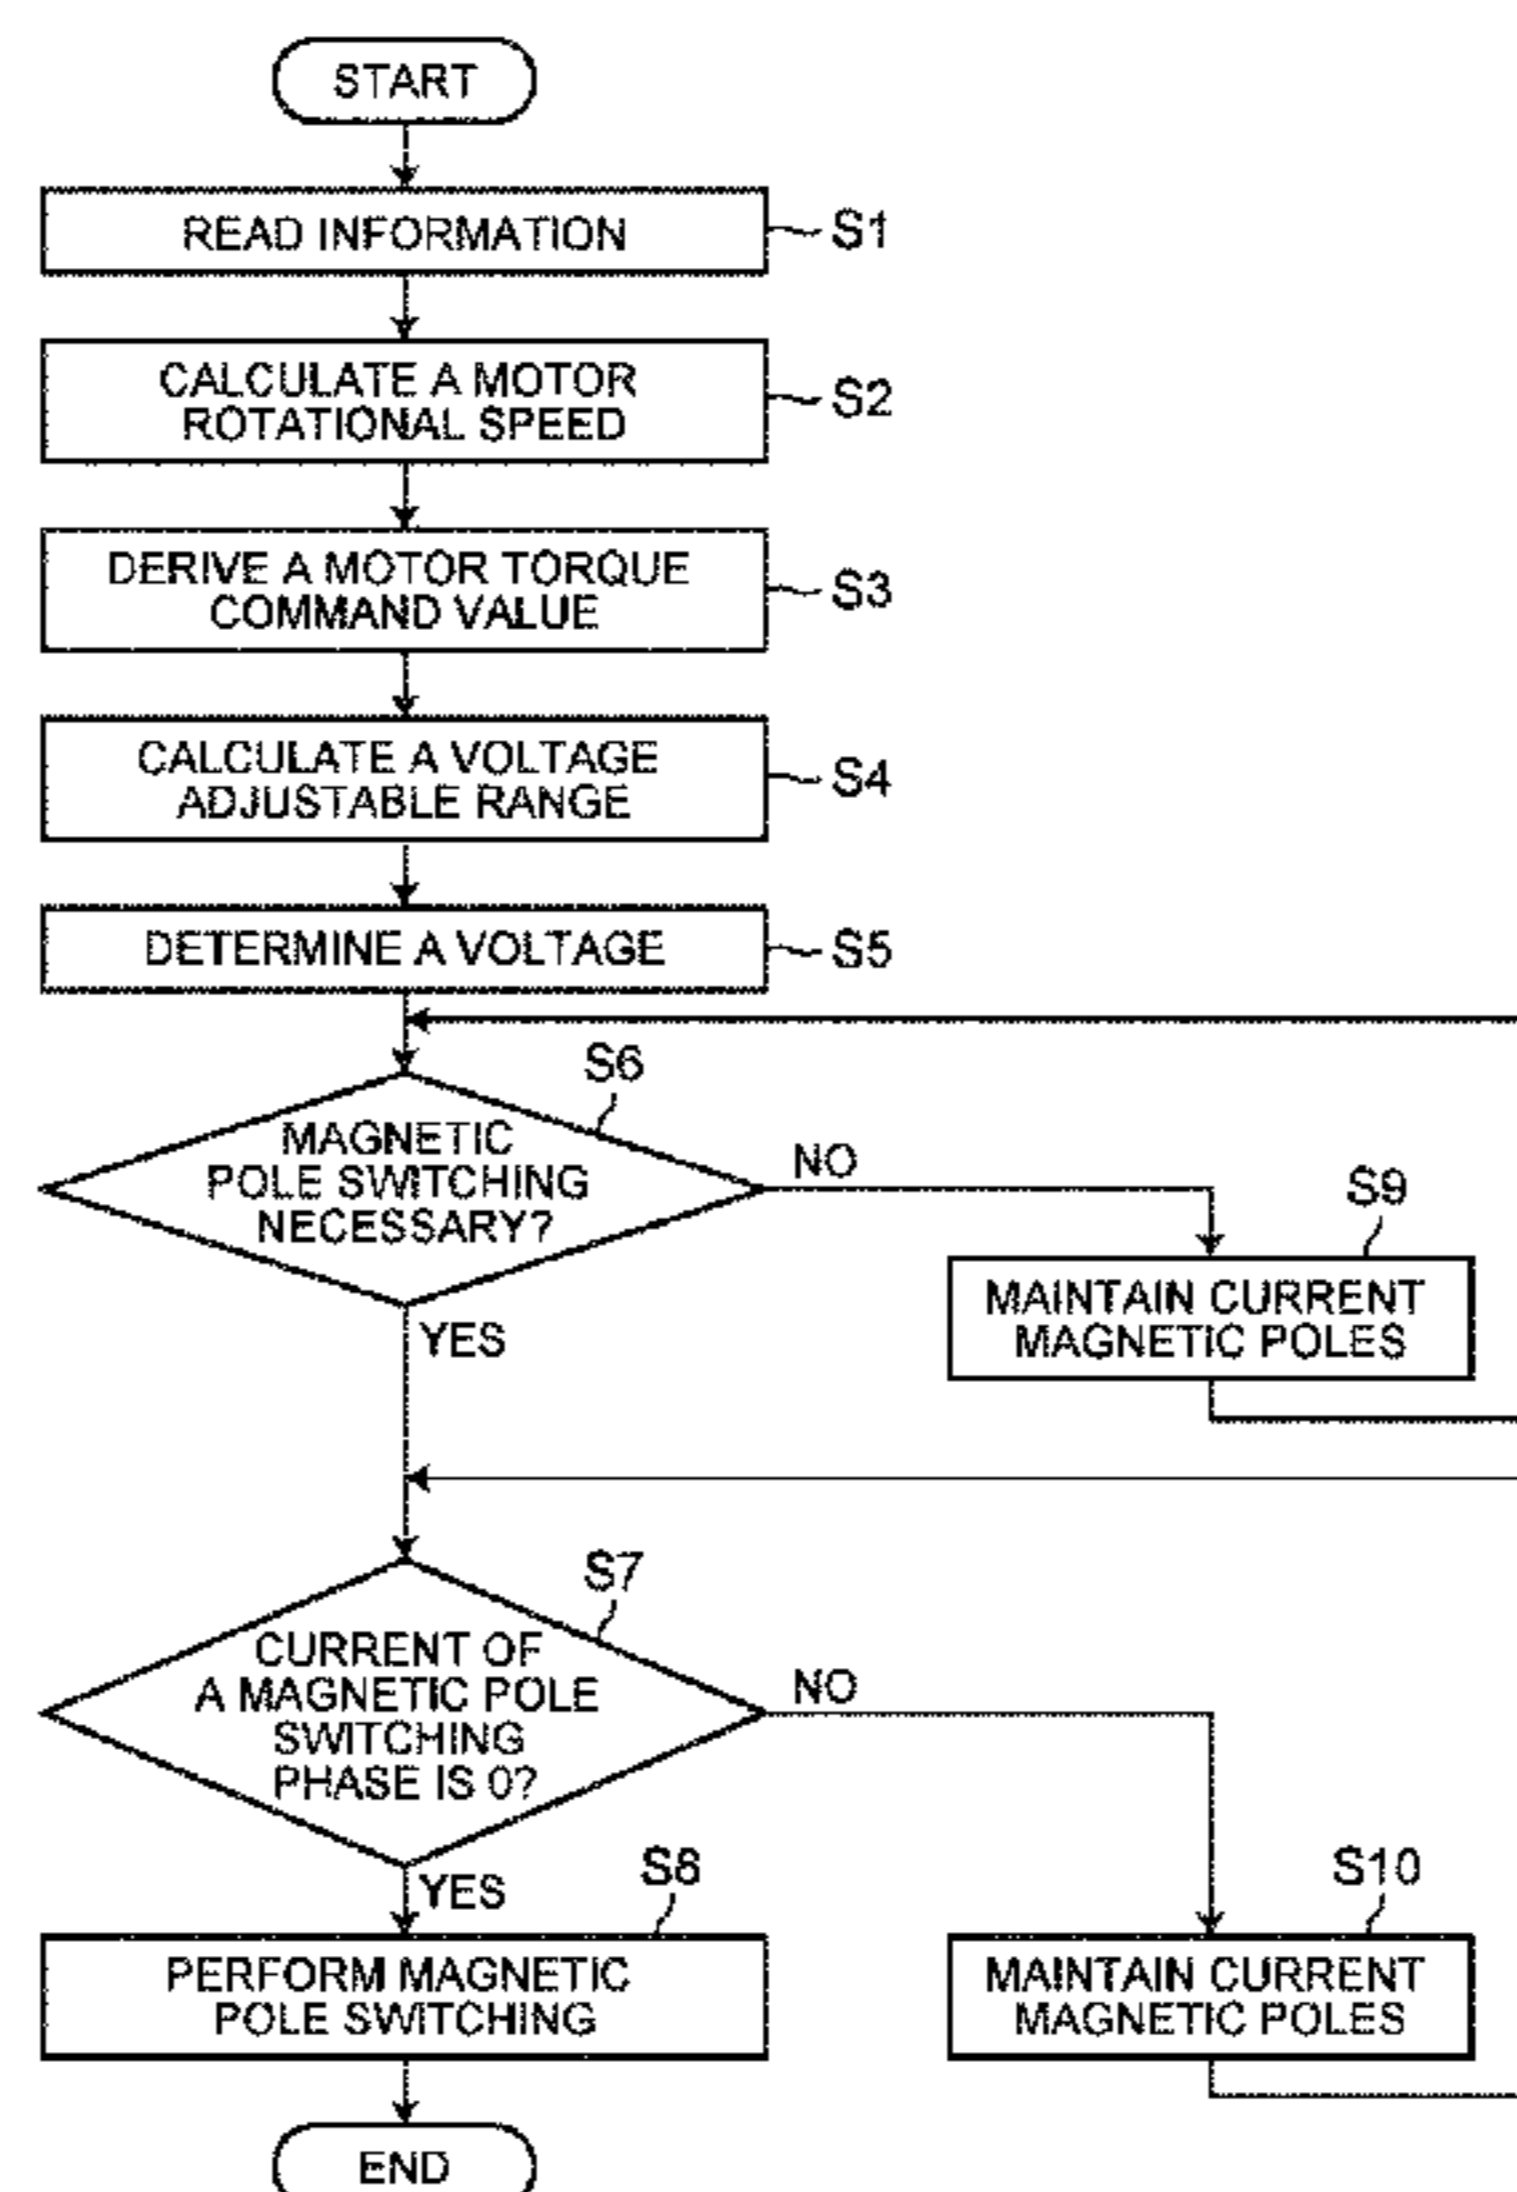 START
READ INFORMATION
S1
CALCULATE A MOTOR
ROTATIONAL SPEED
S2
DERIVE A MOTOR TORQUE
COMMAND VALUE
S3
CALCULATE A VOLTAGE
ADJUSTABLE RANGE
S4
DETERMINE A VOLTAGE
S5
S6
MAGNETIC
POLE SWITCHING
NECESSARY?
NO
YES
S9
MAINTAIN CURRENT
MAGNETIC POLES
S7
CURRENT OF
A MAGNETIC POLE
SWITCHING
PHASE IS 0?
NO
YES
S8
PERFORM MAGNETIC
POLE SWITCHING
S10
MAINTAIN CURRENT
MAGNETIC POLES
END